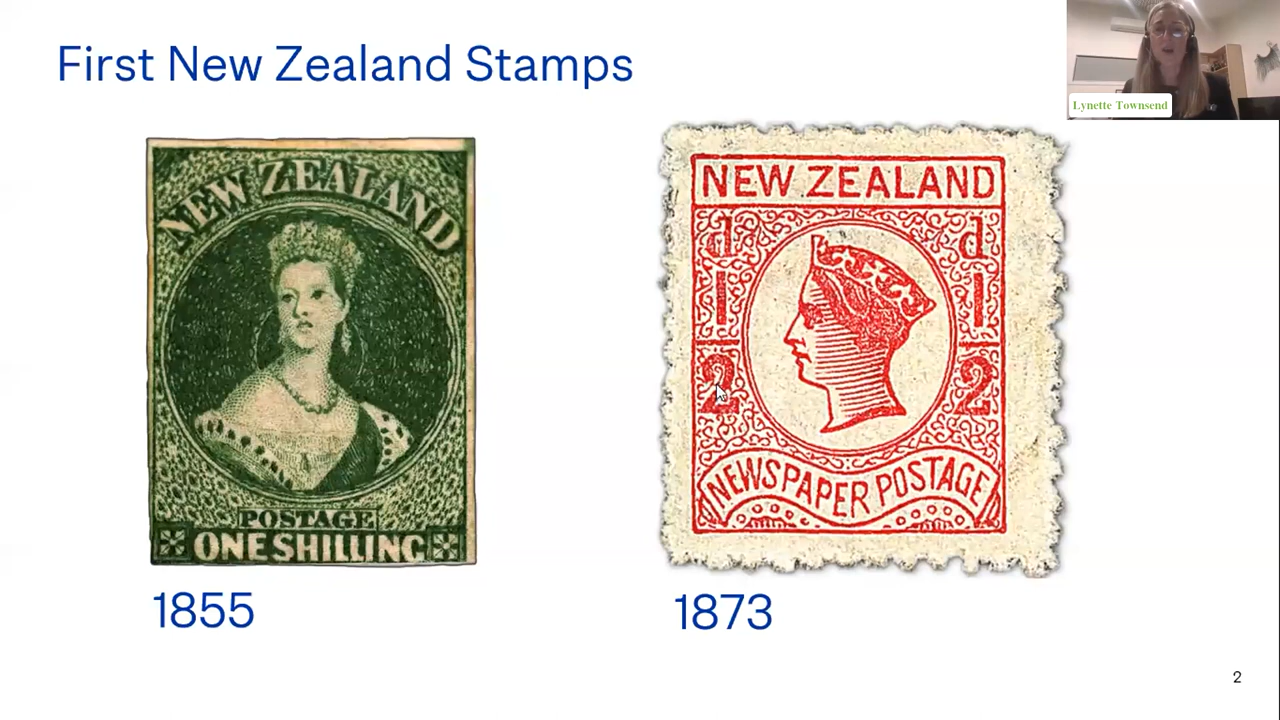 First New Zealand Stamps
Lynette Townsend
NEW ZEALAND
POSTAGE
ONE SHILLING
1855
NEW ZEALAND
d d
1 1
2 2
NEWSPAPER POSTAGE
1873
2